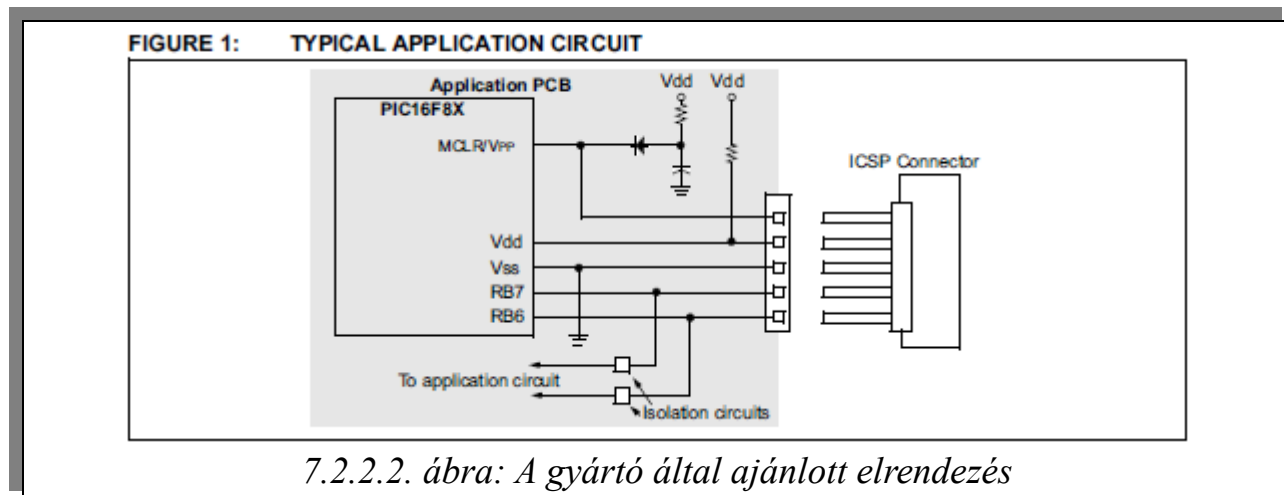 FIGURE 1: TYPICAL APPLICATION CIRCUIT
Application PCB
Vdd Vdd
PIC16F8X
MCLR/VPP
ICSP Connector
Vdd
Vss
RB7
RB6
To application circuit
Isolation circuits
7.2.2.2. ábra: A gyártó által ajánlott elrendezés